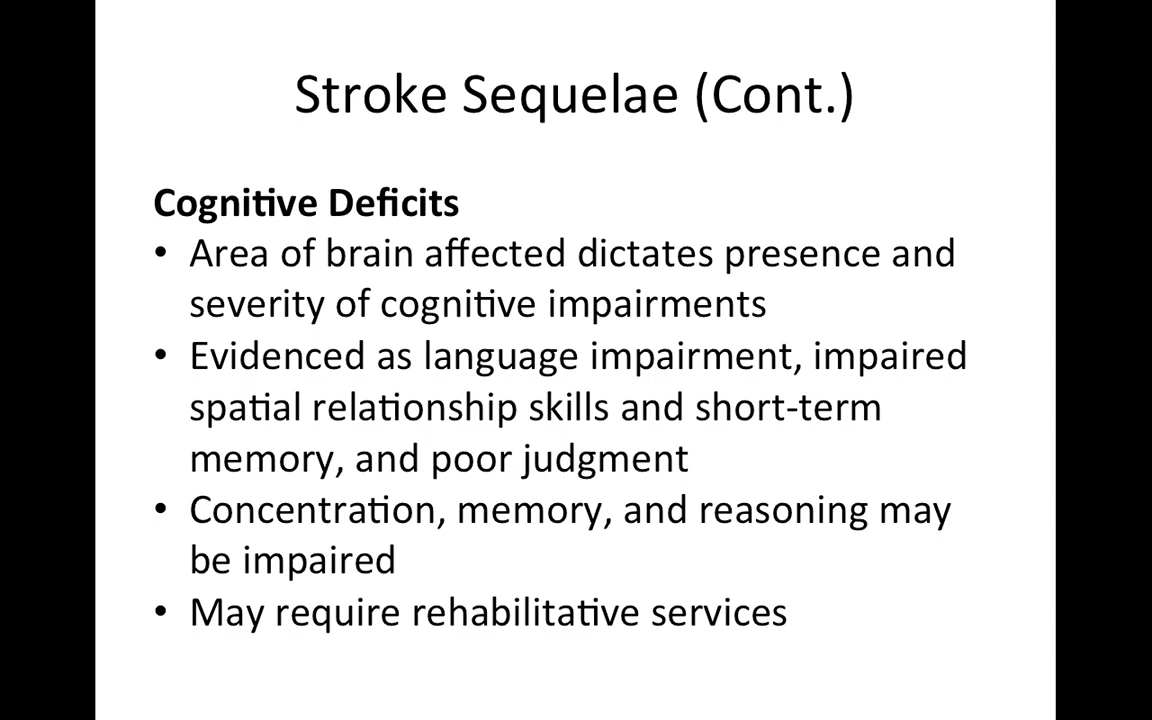 Stroke Sequelae (Cont.)
Cognitive Deficits
• Area of brain affected dictates presence and
severity of cognitive impairments
• Evidenced as language impairment, impaired
spatial relationship skills and short-term
memory, and poor judgment
• Concentration, memory, and reasoning may
be impaired
• May require rehabilitative services